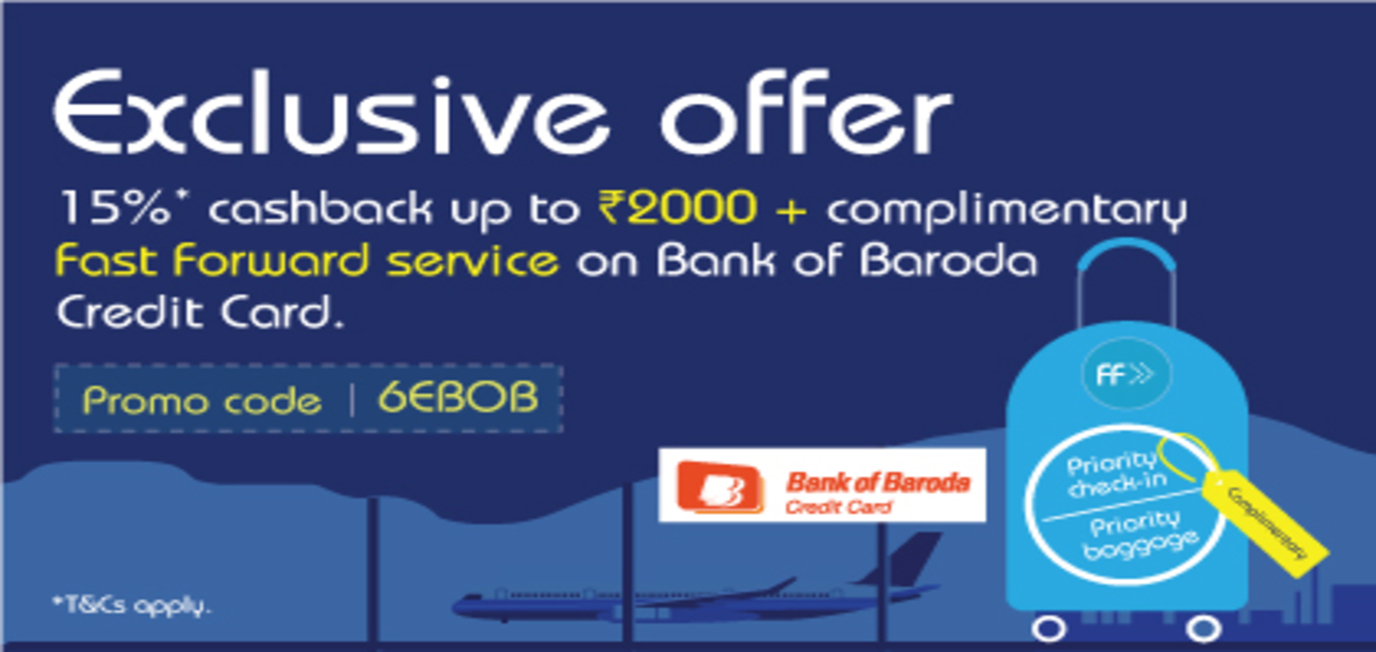 Exclusive offer
15%* cashback up to ₹2000 + complimentary
Fast Forward service on Bank of Baroda
Credit Card.
Promo code | 6EBOB
Bank of Baroda
Credit Card
FF
Priority
check-in
Priority
baggage
Complimentary
*T&Cs apply.